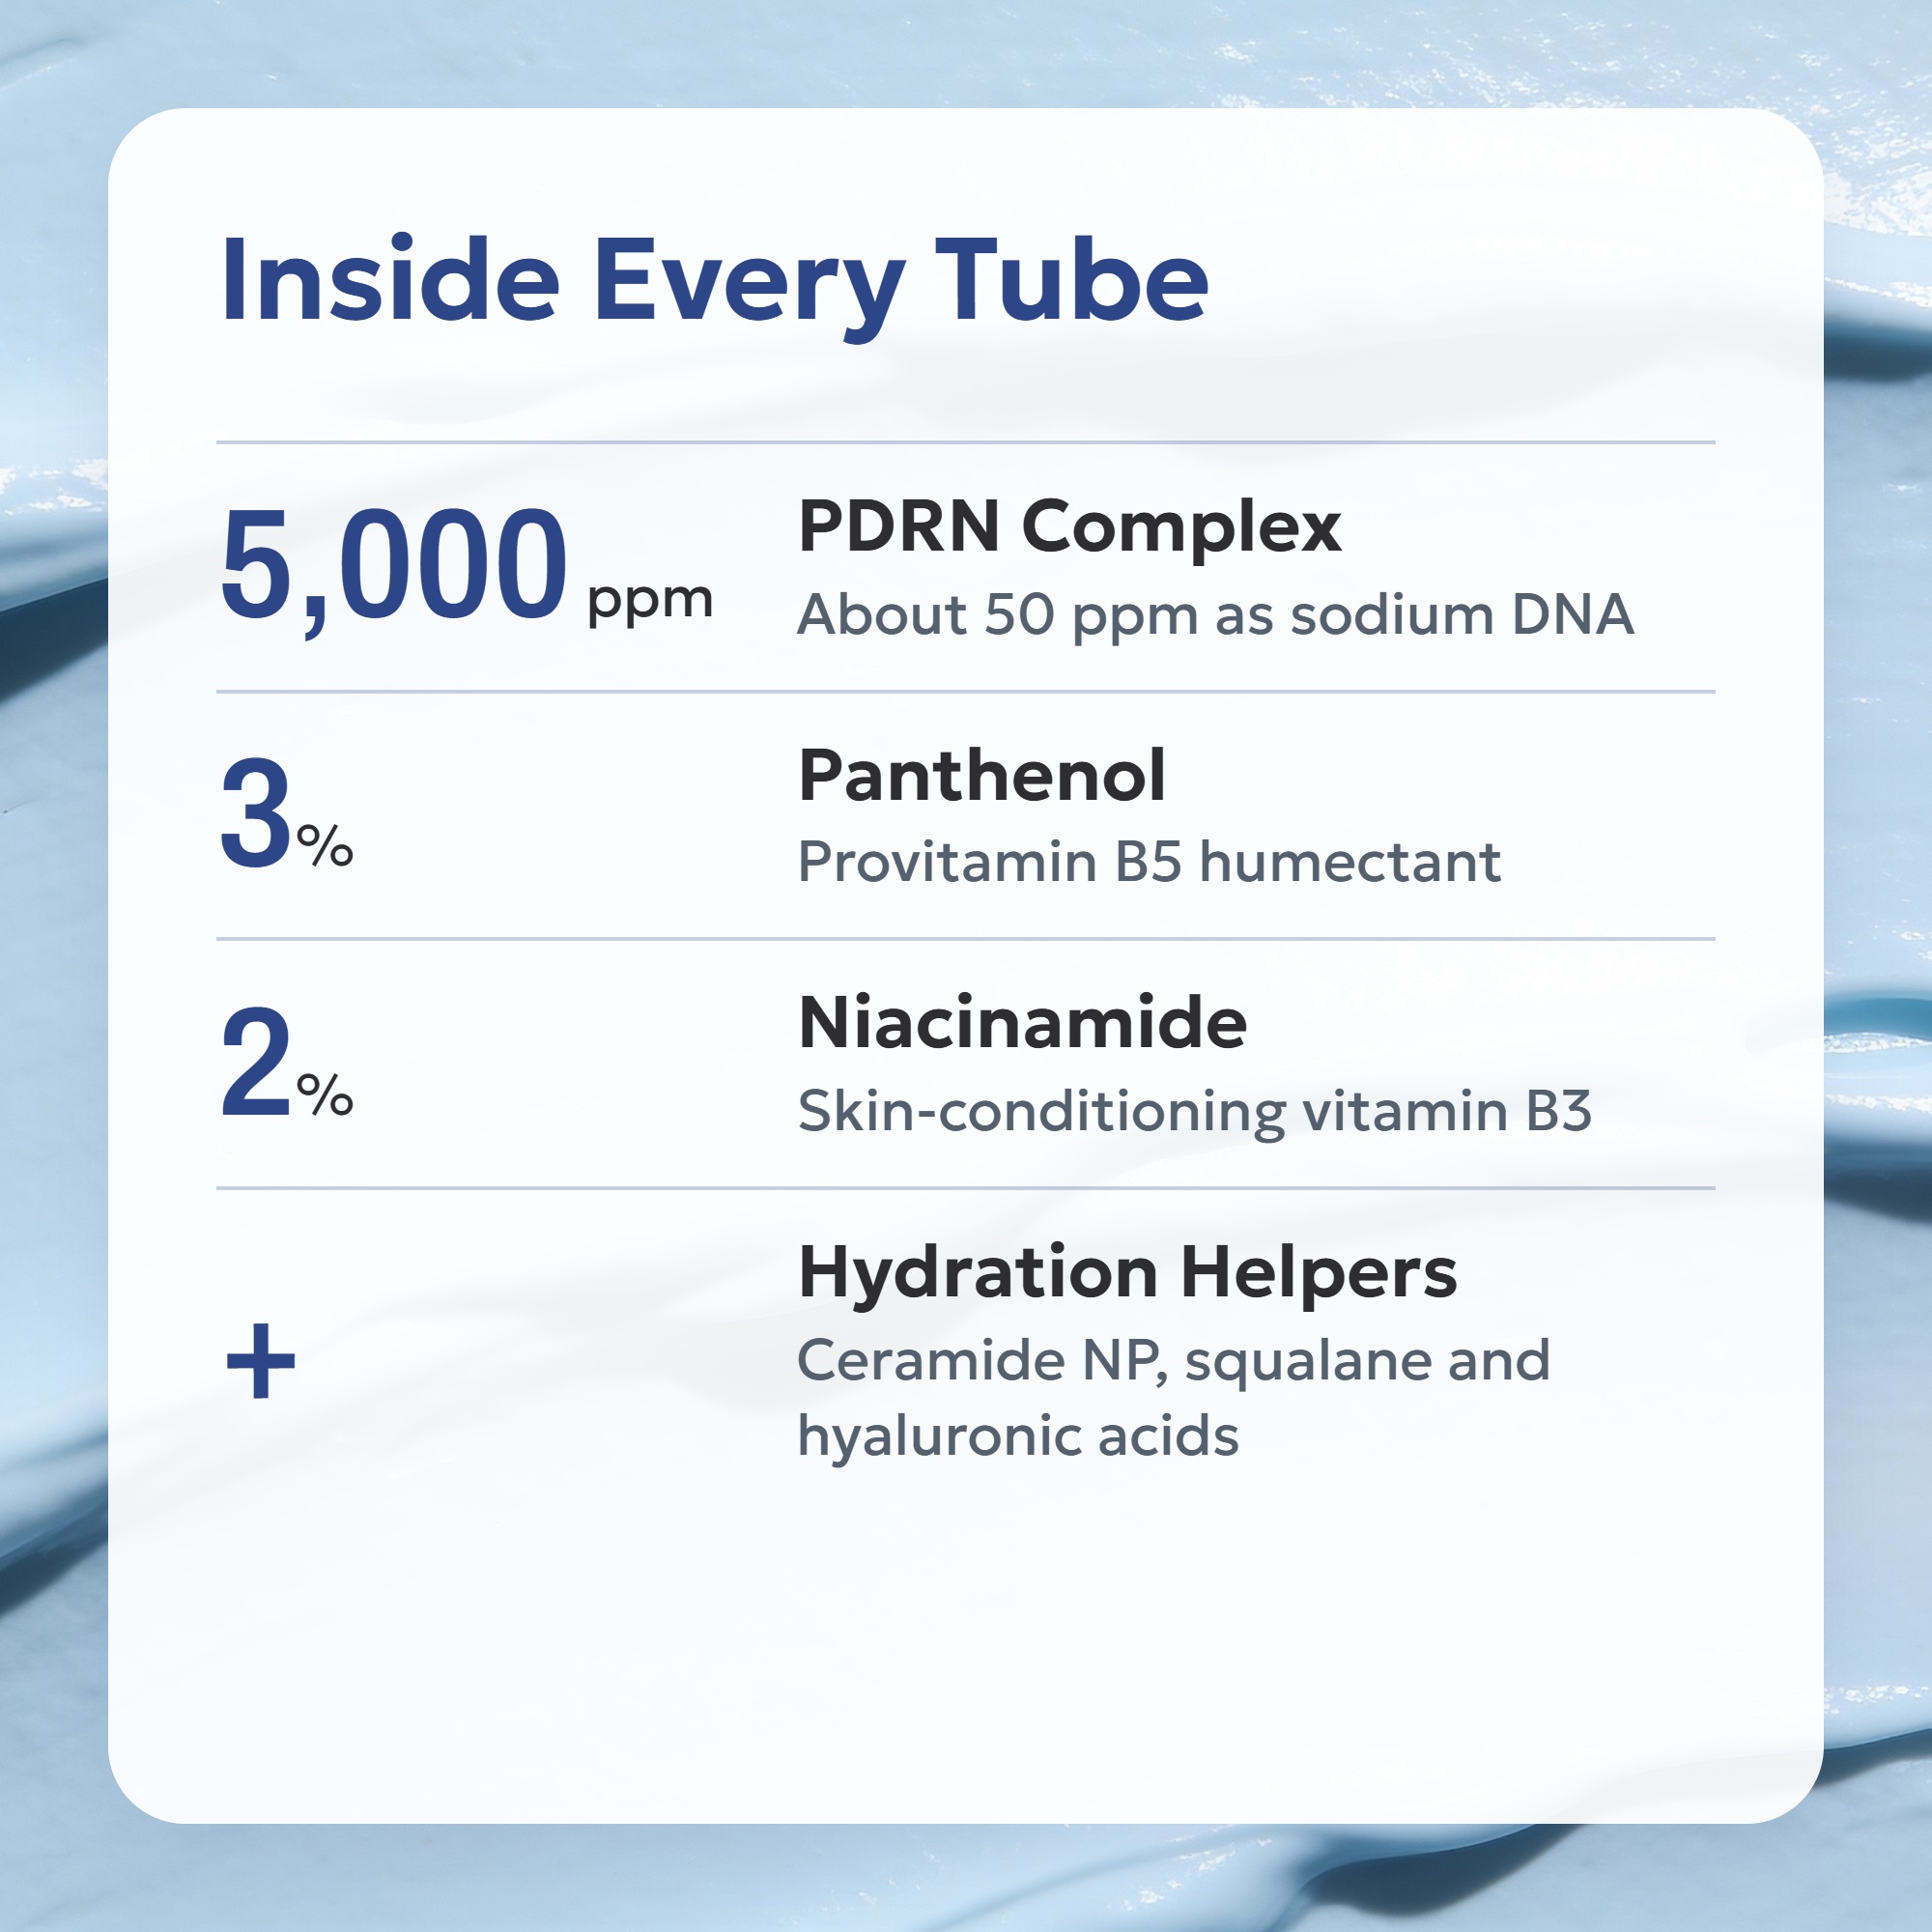 Inside Every Tube
5,000 ppm
PDRN Complex
About 50 ppm as sodium DNA
3%
Panthenol
Provitamin B5 humectant
2%
Niacinamide
Skin-conditioning vitamin B3
+
Hydration Helpers
Ceramide NP, squalane and
hyaluronic acids